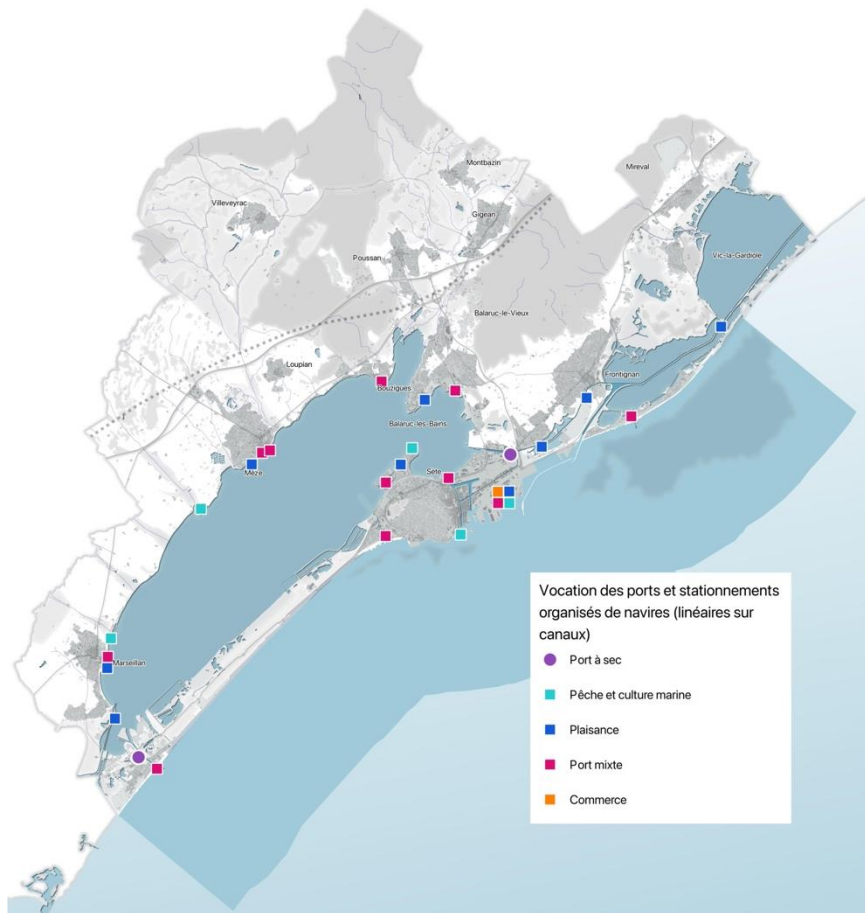 Montbazin
Mireval
Villeveyrac
Gigean
Vic-la-Gardiole
Poussan
Balaruc-le-Vieux
Loupian
Frontignan
Bouzigues
Balaruc-les-Bains
Sète
Mèze
Marseillan
Vocation des ports et stationnements
organisés de navires (linéaires sur
canaux)
Port à sec
Pêche et culture marine
Plaisance
Port mixte
Commerce